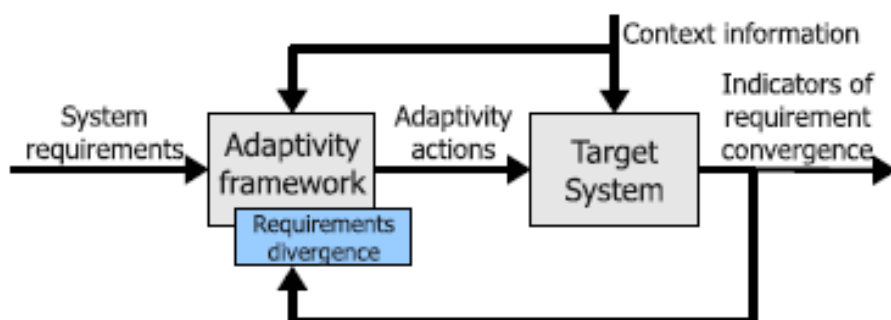 Context information
Indicators of
requirement
convergence
System
requirements
Adaptivity
framework
Adaptivity
actions
Target
System
Requirements
divergence